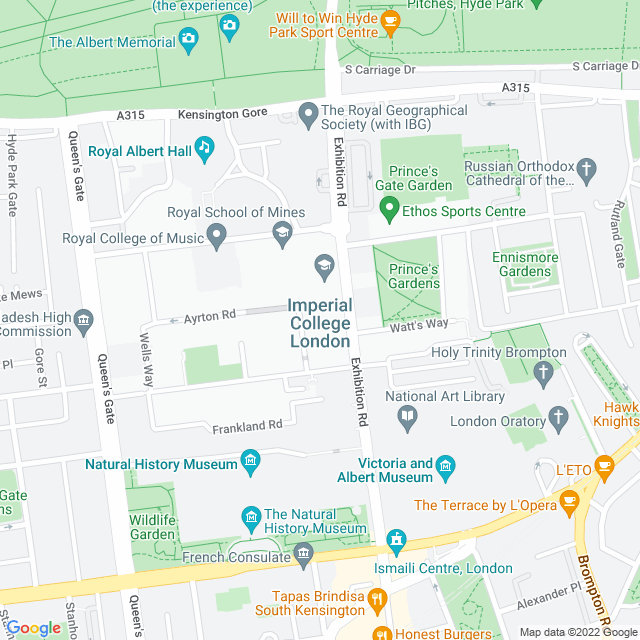 (the experience)
The Albert Memorial
Will to Win Hyde
Park Sport Centre
Pitches, Hyde Park
S Carriage Dr
S Carriage Dr
A315
A315
Kensington Gore
The Royal Geographical
Society (with IBG)
Hyde Park Gate
Queen's Gate
Royal Albert Hall
Exhibition Rd
Prince's
Gate Garden
Russian Orthodox
Cathedral of the...
Royal School of Mines
Ethos Sports Centre
Rutland Gate
Royal College of Music
Ennismore
Gardens
Prince's
Gardens
Mews
adesh High
Commission
Ayrton Rd
Imperial
College
London
Watt's Way
Wells Way
Pl
Gore St
Queen's Gate
Exhibition Rd
Holy Trinity Brompton
National Art Library
London Oratory
Hawk
Knights
Frankland Rd
Natural History Museum
Victoria and
Albert Museum
L'ETO
Gate
Gardens
Wildlife
Garden
The Natural
History Museum
The Terrace by L'Opera
French Consulate
Ismaili Centre, London
Brompton R
Stanho
Queen's
Tapas Brindisa
South Kensington
Alexander Pl
Honest Burgers
Google
Map data ©2022 Google